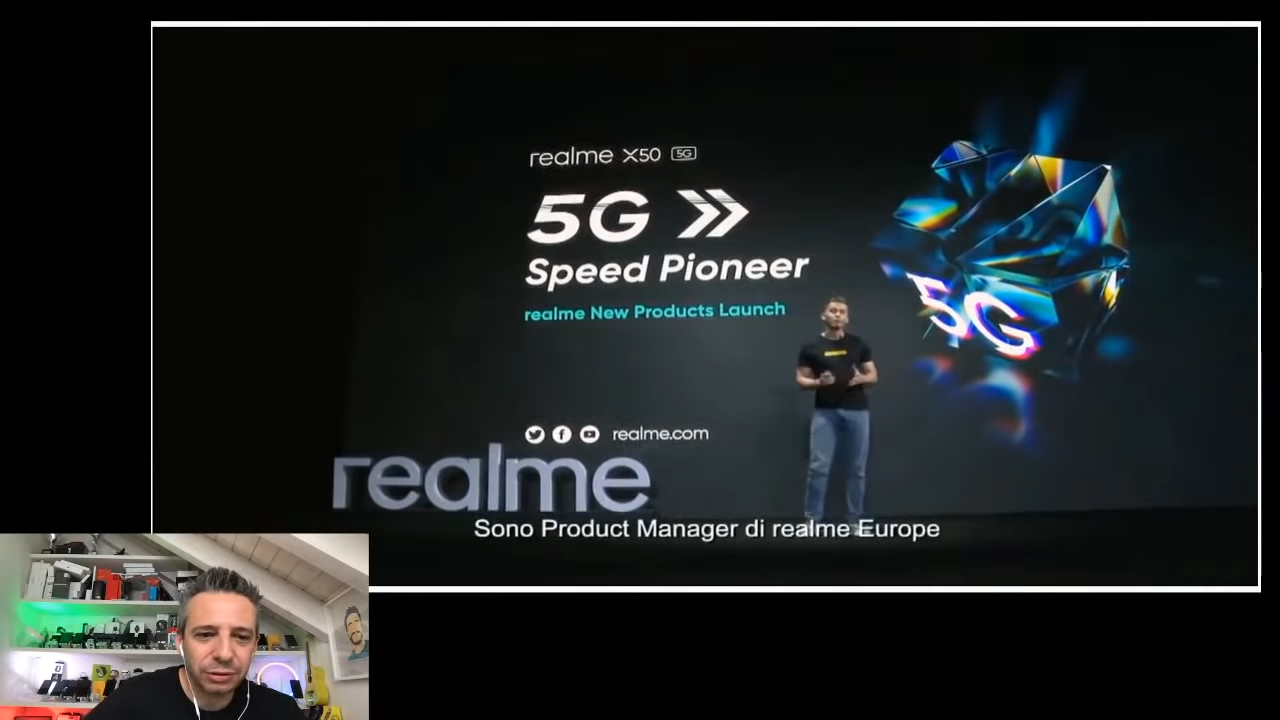 realme X50 5G
5G
Speed Pioneer
realme New Products Launch
5G
realme.com
realme
Sono Product Manager di realme Europe